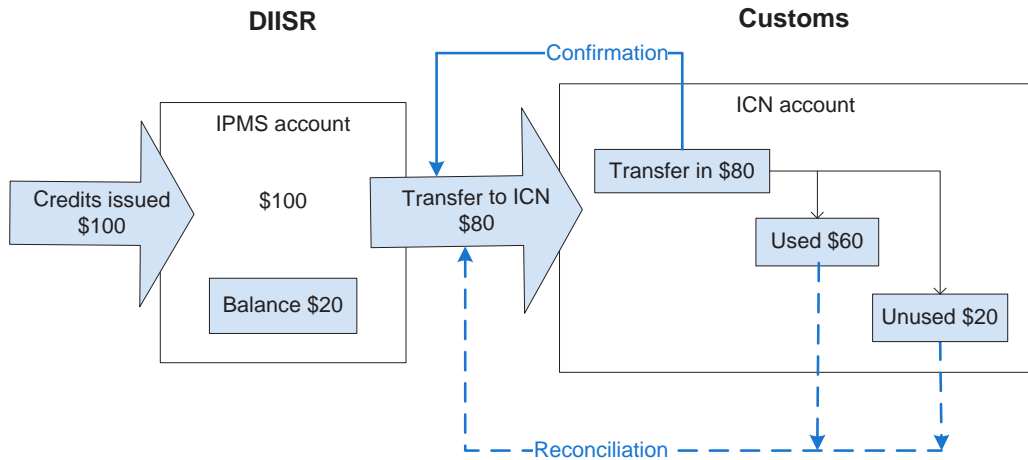 DIISR
Customs
Confirmation
IPMS account
ICN account
Credits issued
$100
$100
Transfer to ICN
$80
Transfer in $80
Used $60
Balance $20
Unused $20
Reconciliation